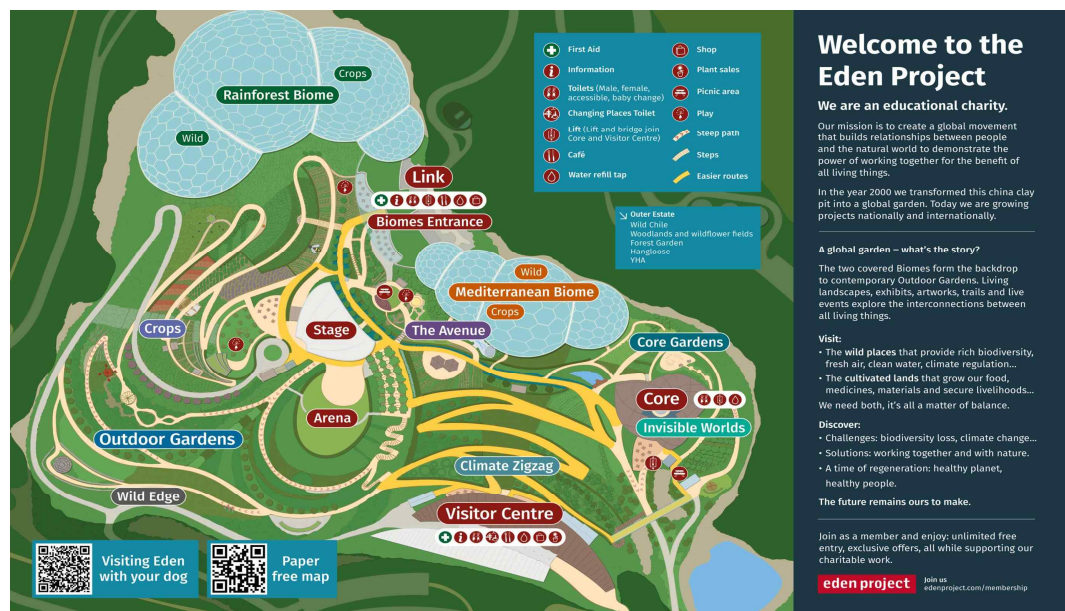 Crops
Rainforest Biome
Wild
Link
Biomes Entrance
Wild
Mediterranean Biome
Crops
Crops
Stage
The Avenue
Core Gardens
Core
Arena
Invisible Worlds
Outdoor Gardens
Climate Zigzag
Wild Edge
Visitor Centre
Visiting Eden
with your dog
Paper
free map
First Aid
Information
Toilets (Male, female,
accessible, baby change)
Changing Places Toilet
Lift (Lift and bridge join
Core and Visitor Centre)
Café
Water refill tap
Shop
Plant sales
Picnic area
Play
Steep path
Steps
Easier routes
Outer Estate
Wild Chile
Woodlands and wildflower fields
Forest Garden
Hangloose
YHA
Welcome to the
Eden Project
We are an educational charity.
Our mission is to create a global movement
that builds relationships between people
and the natural world to demonstrate the
power of working together for the benefit of
all living things.
In the year 2000 we transformed this china clay
pit into a global garden. Today we are growing
projects nationally and internationally.
A global garden – what's the story?
The two covered Biomes form the backdrop
to contemporary Outdoor Gardens. Living
landscapes, exhibits, artworks, trails and live
events explore the interconnections between
all living things.
Visit:
• The wild places that provide rich biodiversity,
fresh air, clean water, climate regulation...
• The cultivated lands that grow our food,
medicines, materials and secure livelihoods...
We need both, it's all a matter of balance.
Discover:
• Challenges: biodiversity loss, climate change...
• Solutions: working together and with nature.
• A time of regeneration: healthy planet,
healthy people.
The future remains ours to make.
Join as a member and enjoy: unlimited free
entry, exclusive offers, all while supporting our
charitable work.
eden project
Join us
edenproject.com/membership